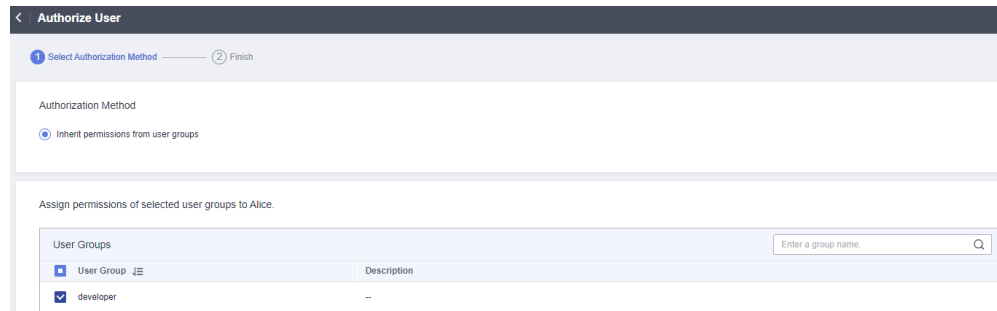 Authorize User
1 Select Authorization Method 2 Finish
Authorization Method
Inherit permissions from user groups
Assign permissions of selected user groups to Alice.
User Groups Enter a group name.
User Group Description
developer --